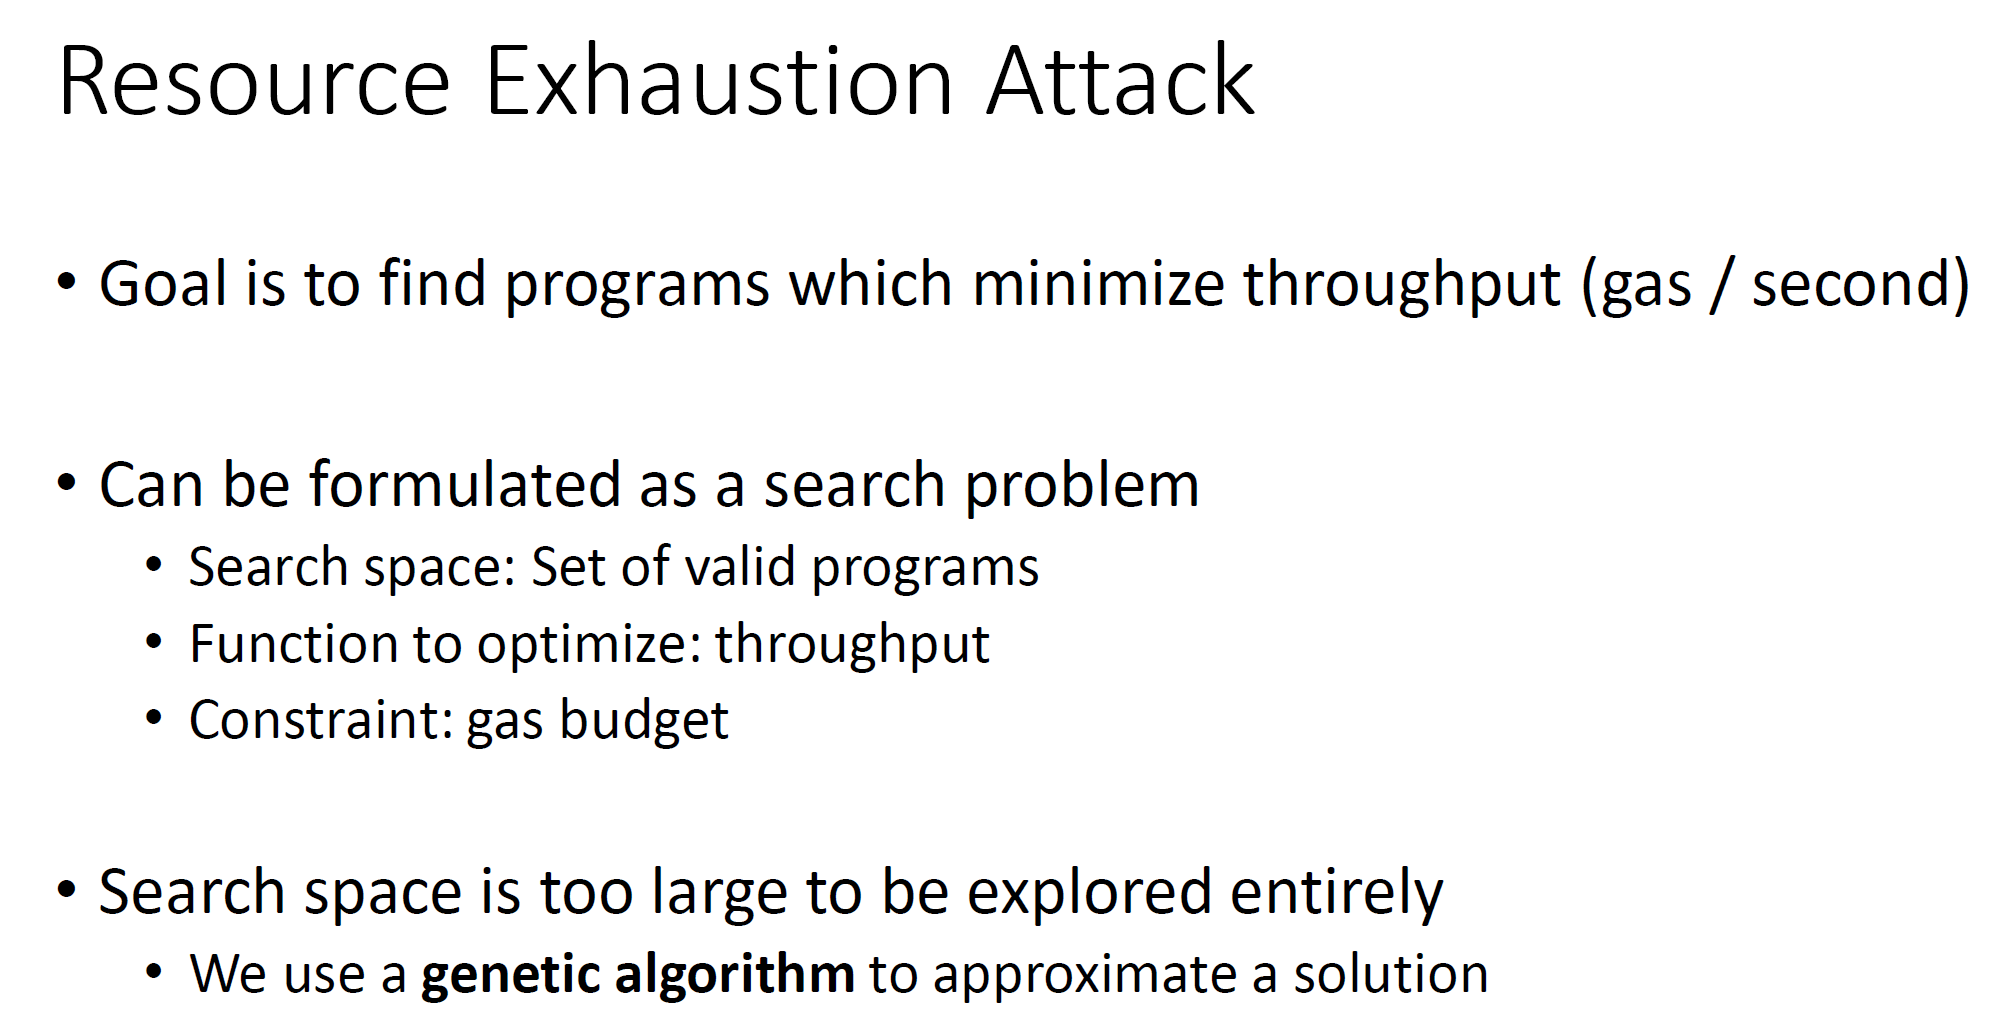 Resource Exhaustion Attack
• Goal is to find programs which minimize throughput (gas / second)
• Can be formulated as a search problem
• Search space: Set of valid programs
• Function to optimize: throughput
• Constraint: gas budget
• Search space is too large to be explored entirely
• We use a genetic algorithm to approximate a solution